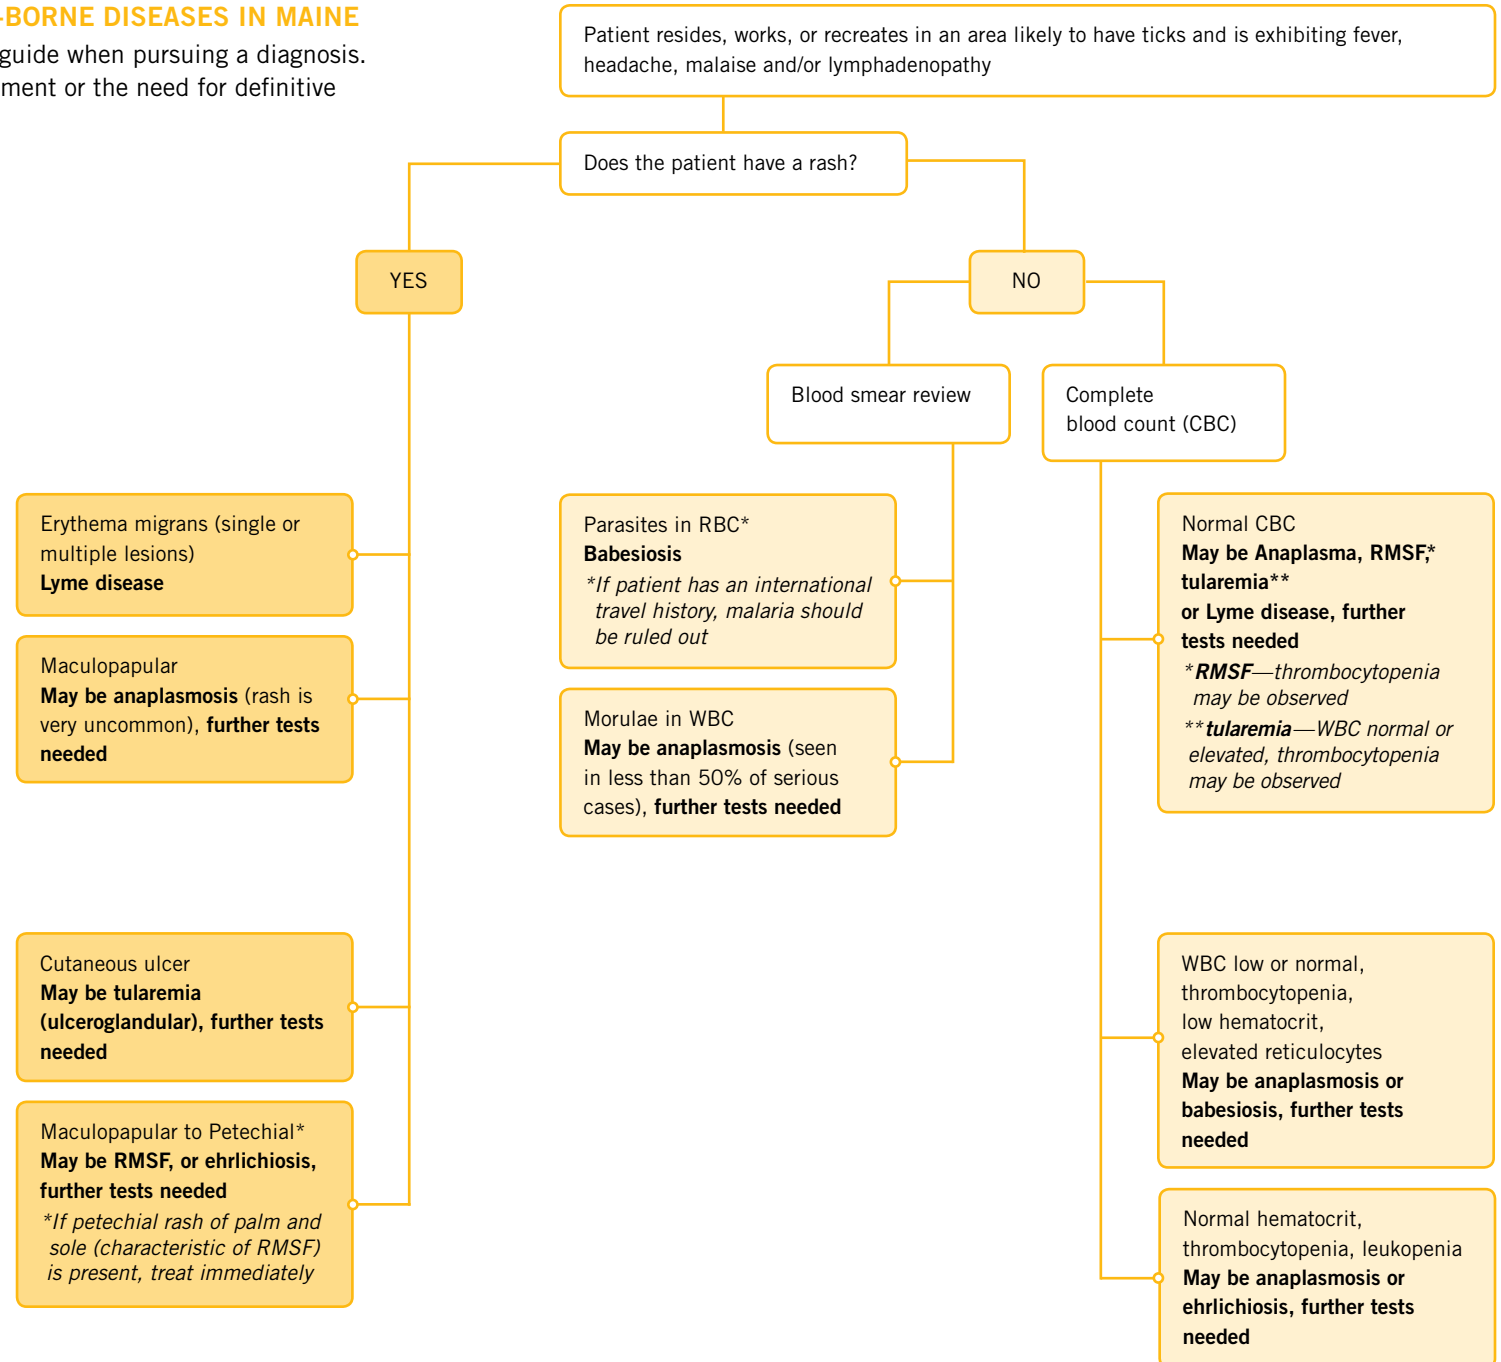 -BORNE DISEASES IN MAINE
guide when pursuing a diagnosis.
ment or the need for definitive
Patient resides, works, or recreates in an area likely to have ticks and is exhibiting fever,
headache, malaise and/or lymphadenopathy
Does the patient have a rash?
YES
NO
Blood smear review
Complete
blood count (CBC)
Erythema migrans (single or
multiple lesions)
Lyme disease
Maculopapular
May be anaplasmosis (rash is
very uncommon), further tests
needed
Cutaneous ulcer
May be tularemia
(ulceroglandular), further tests
needed
Maculopapular to Petechial*
May be RMSF, or ehrlichiosis,
further tests needed
*If petechial rash of palm and
sole (characteristic of RMSF)
is present, treat immediately
Parasites in RBC*
Babesiosis
*If patient has an international
travel history, malaria should
be ruled out
Morulae in WBC
May be anaplasmosis (seen
in less than 50% of serious
cases), further tests needed
Normal CBC
May be Anaplasma, RMSF,*
tularemia**
or Lyme disease, further
tests needed
*RMSF—thrombocytopenia
may be observed
**tularemia—WBC normal or
elevated, thrombocytopenia
may be observed
WBC low or normal,
thrombocytopenia,
low hematocrit,
elevated reticulocytes
May be anaplasmosis or
babesiosis, further tests
needed
Normal hematocrit,
thrombocytopenia, leukopenia
May be anaplasmosis or
ehrlichiosis, further tests
needed